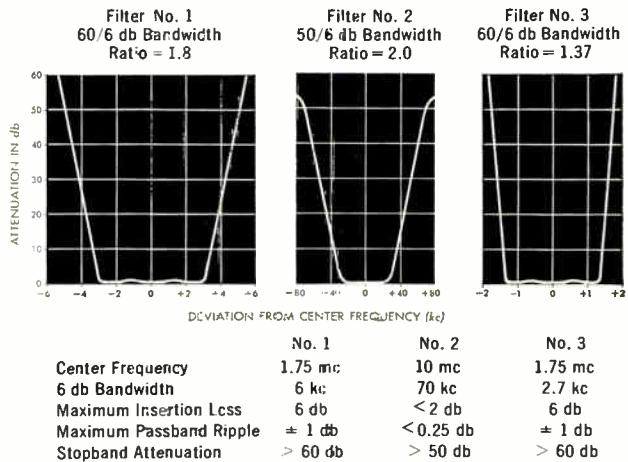 Filter No. 1
60/6 db Bandwidth
Ratio = 1.8
Filter No. 2
50/6 db Bandwidth
Ratio = 2.0
Filter No. 3
60/6 db Bandwidth
Ratio = 1.37
ATTENUATION IN db
60
50
40
30
20
10
0
-6 -4 -2 0 +2 +4 +6
-80 -40 0 +40 +80
-2 -1 0 +1 +2
DEVIATION FROM CENTER FREQUENCY (kc)
No. 1 No. 2 No. 3
Center Frequency 1.75 mc 10 mc 1.75 mc
6 db Bandwidth 6 kc 70 kc 2.7 kc
Maximum Insertion Loss 6 db <2 db 6 db
Maximum Passband Ripple ± 1 db <0.25 db ± 1 db
Stopband Attenuation > 60 db > 50 db > 60 db